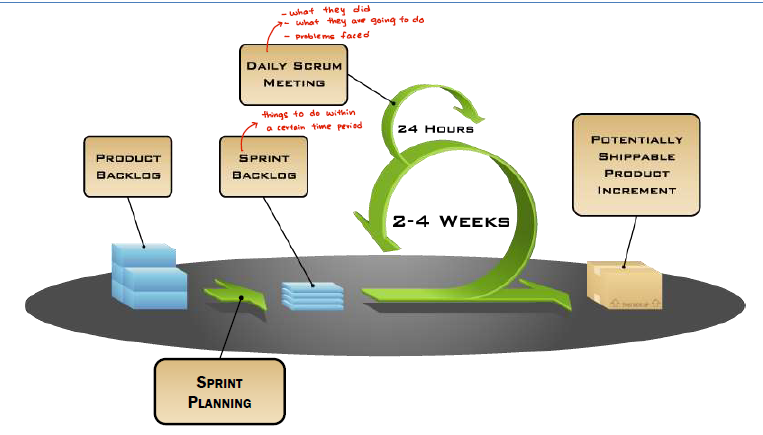 - what they did
- what they are going to do
- problems faced
DAILY SCRUM
MEETING
things to do within
a certain time period
24 HOURS
PRODUCT
BACKLOG
SPRINT
BACKLOG
POTENTIALLY
SHIPPABLE
PRODUCT
INCREMENT
2-4 WEEKS
SPRINT
PLANNING